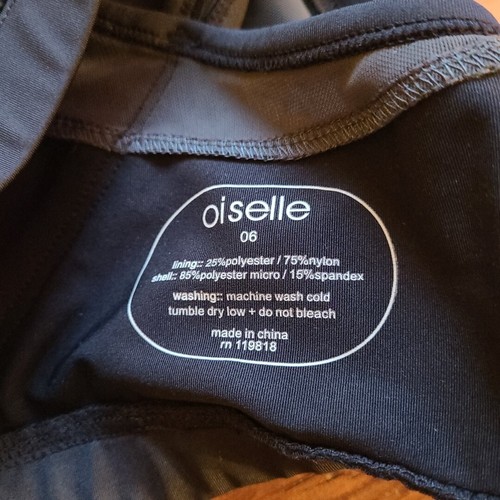 oiselle
06
lining:: 25%polyester / 75%nylon
shell:: 85%polyester micro / 15%spandex
washing:: machine wash cold
tumble dry low + do not bleach
made in china
rn 119818